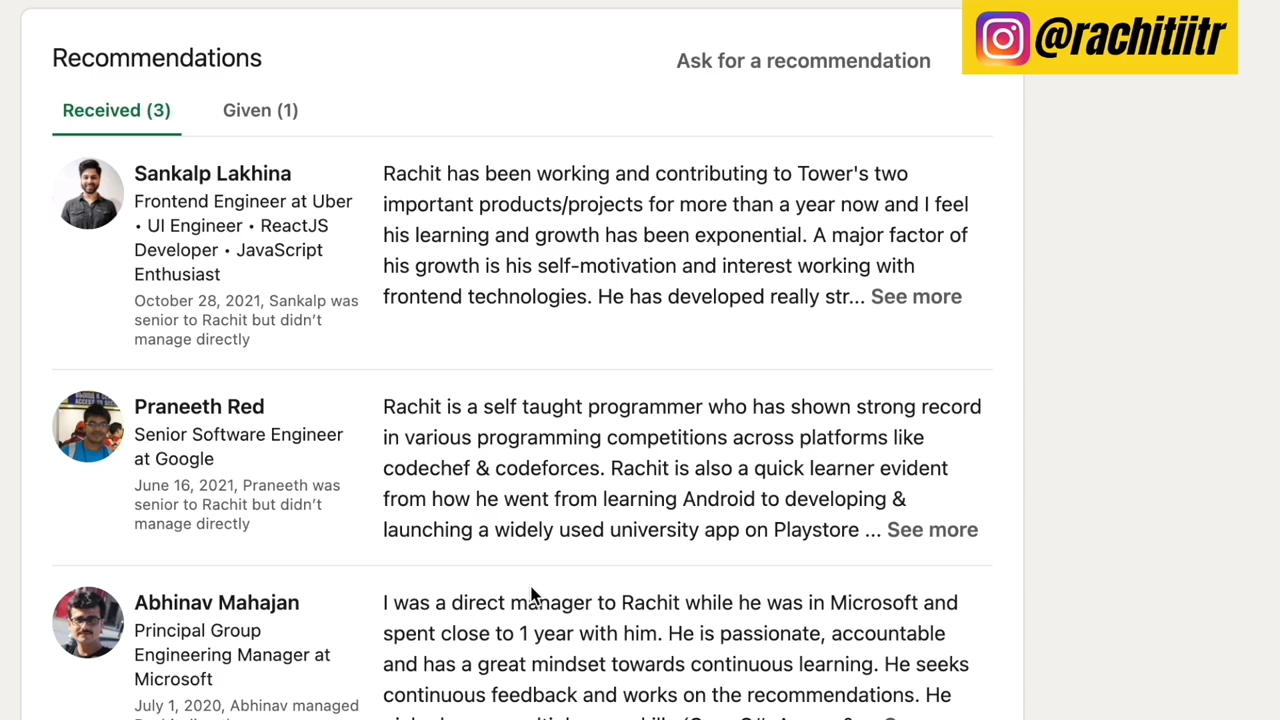 @rachitiitr
Recommendations
Ask for a recommendation
Received (3)
Given (1)
Sankalp Lakhina
Frontend Engineer at Uber
• UI Engineer • ReactJS
Developer • JavaScript
Enthusiast
October 28, 2021, Sankalp was
senior to Rachit but didn’t
manage directly
Rachit has been working and contributing to Tower's two
important products/projects for more than a year now and I feel
his learning and growth has been exponential. A major factor of
his growth is his self-motivation and interest working with
frontend technologies. He has developed really str... See more
Praneeth Red
Senior Software Engineer
at Google
June 16, 2021, Praneeth was
senior to Rachit but didn’t
manage directly
Rachit is a self taught programmer who has shown strong record
in various programming competitions across platforms like
codechef & codeforces. Rachit is also a quick learner evident
from how he went from learning Android to developing &
launching a widely used university app on Playstore ... See more
Abhinav Mahajan
Principal Group
Engineering Manager at
Microsoft
July 1, 2020, Abhinav managed
I was a direct manager to Rachit while he was in Microsoft and
spent close to 1 year with him. He is passionate, accountable
and has a great mindset towards continuous learning. He seeks
continuous feedback and works on the recommendations. He